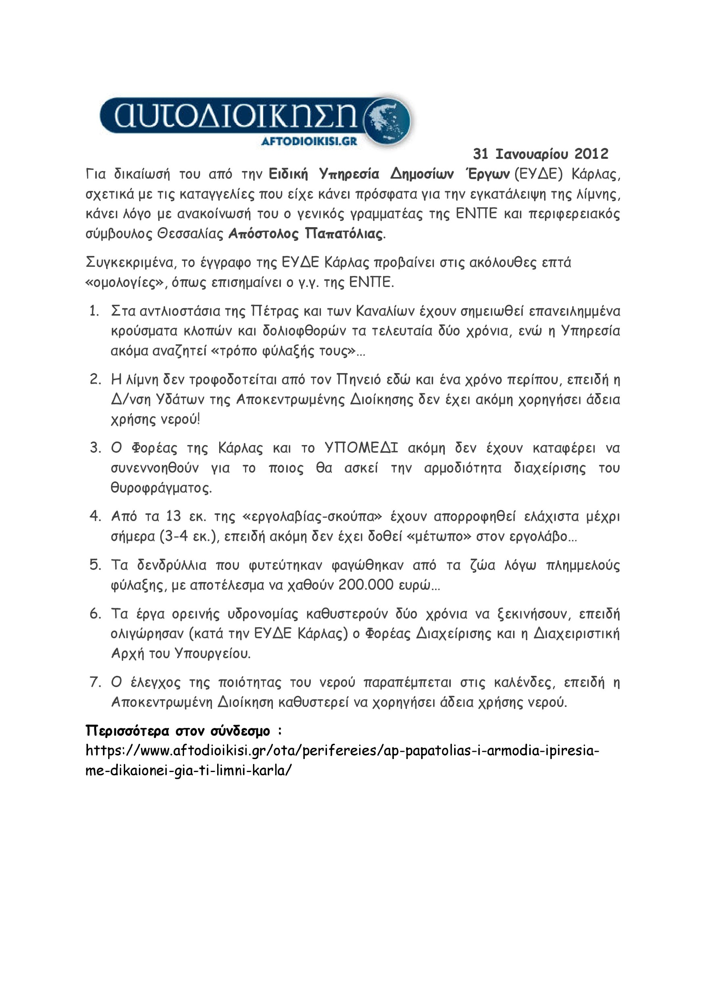 αυτοΔΙΟΙΚηΣη
AFTODIOIKISI.GR
31 Ιανουαρίου 2012
Για δικαίωσή του από την Ειδική Υπηρεσία Δημοσίων Έργων (ΕΥΔΕ) Κάρλας,
σχετικά με τις καταγγελίες που είχε κάνει πρόσφατα για την εγκατάλειψη της λίμνης,
κάνει λόγο με ανακοίνωσή του ο γενικός γραμματέας της ΕΝΠΕ και περιφερειακός
σύμβουλος Θεσσαλίας Απόστολος Παπατόλιας.
Συγκεκριμένα, το έγγραφο της ΕΥΔΕ Κάρλας προβαίνει στις ακόλουθες επτά
«ομολογίες», όπως επισημαίνει ο γ.γ. της ΕΝΠΕ.
1. Στα αντλιοστάσια της Πέτρας και των Καναλίων έχουν σημειωθεί επανειλημμένα
κρούσματα κλοπών και δολιοφθορών τα τελευταία δύο χρόνια, ενώ η Υπηρεσία
ακόμα αναζητεί «τρόπο φύλαξής τους»…
2. Η λίμνη δεν τροφοδοτείται από τον Πηνειό εδώ και ένα χρόνο περίπου, επειδή η
Δ/νση Υδάτων της Αποκεντρωμένης Διοίκησης δεν έχει ακόμη χορηγήσει άδεια
χρήσης νερού!
3. Ο Φορέας της Κάρλας και το ΥΠΟΜΕΔΙ ακόμη δεν έχουν καταφέρει να
συνεννοηθούν για το ποιος θα ασκεί την αρμοδιότητα διαχείρισης του
θυροφράγματος.
4. Από τα 13 εκ. της «εργολαβίας-σκούπα» έχουν απορροφηθεί ελάχιστα μέχρι
σήμερα (3-4 εκ.), επειδή ακόμη δεν έχει δοθεί «μέτωπο» στον εργολάβο…
5. Τα δενδρύλλια που φυτεύτηκαν φαγώθηκαν από τα ζώα λόγω πλημμελούς
φύλαξης, με αποτέλεσμα να χαθούν 200.000 ευρώ…
6. Τα έργα ορεινής υδρονομίας καθυστερούν δύο χρόνια να ξεκινήσουν, επειδή
ολιγώρησαν (κατά την ΕΥΔΕ Κάρλας) ο Φορέας Διαχείρισης και η Διαχειριστική
Αρχή του Υπουργείου.
7. Ο έλεγχος της ποιότητας του νερού παραπέμπεται στις καλένδες, επειδή η
Αποκεντρωμένη Διοίκηση καθυστερεί να χορηγήσει άδεια χρήσης νερού.
Περισσότερα στον σύνδεσμο :
https://www.aftodioikisi.gr/ota/perifereies/ap-papatolias-i-armodia-ipiresia-
me-dikaionei-gia-ti-limni-karla/